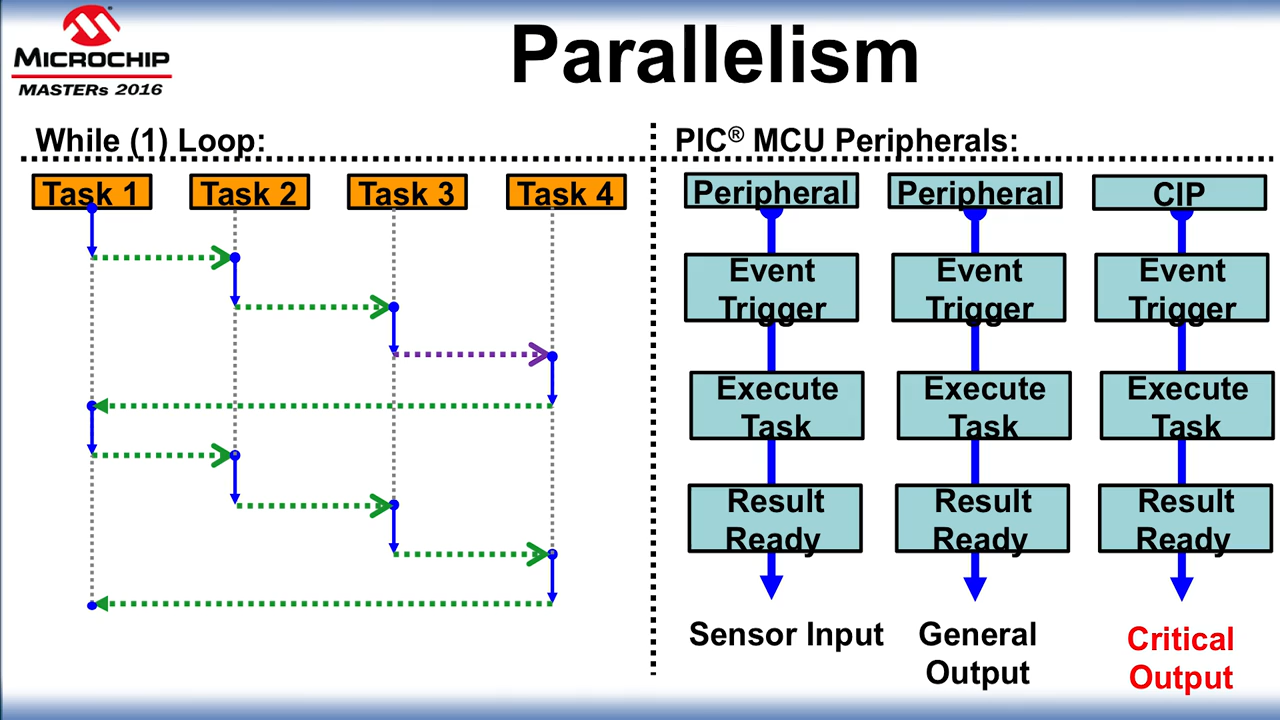 MICROCHIP
MASTERs 2016
Parallelism
While (1) Loop:
Task 1
Task 2
Task 3
Task 4
PIC® MCU Peripherals:
Peripheral
Event
Trigger
Execute
Task
Result
Ready
Sensor Input
Peripheral
Event
Trigger
Execute
Task
Result
Ready
General
Output
CIP
Event
Trigger
Execute
Task
Result
Ready
Critical
Output